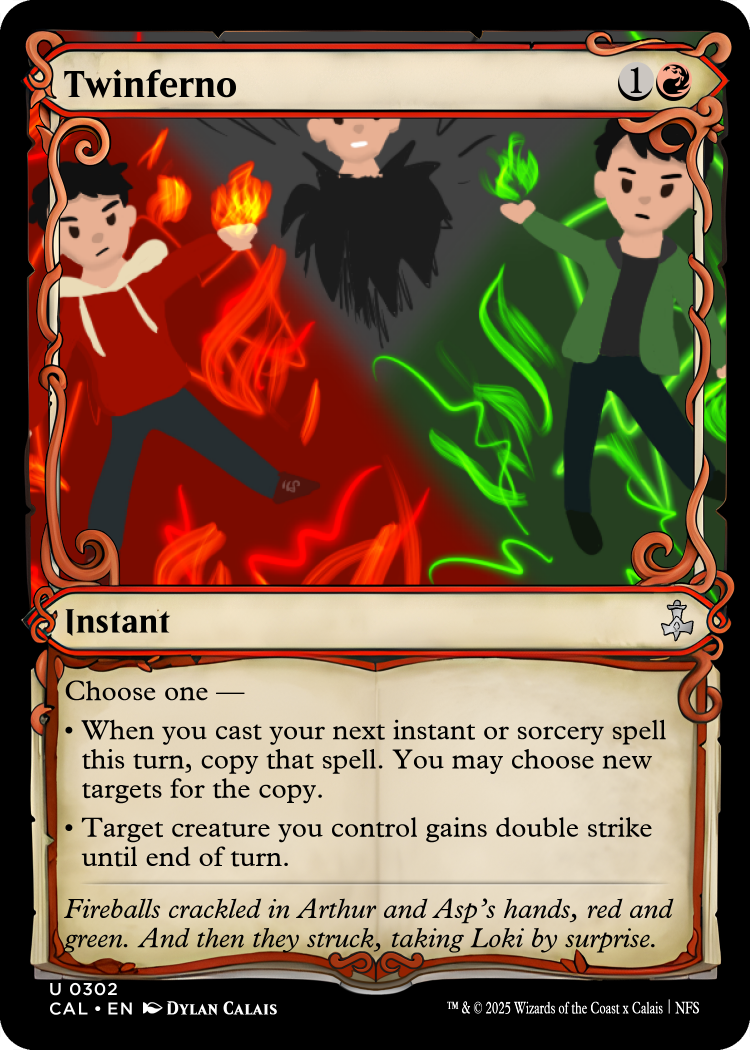 Twinferno
1
Instant
Choose one —
• When you cast your next instant or sorcery spell
this turn, copy that spell. You may choose new
targets for the copy.
• Target creature you control gains double strike
until end of turn.
Fireballs crackled in Arthur and Asp's hands, red and
green. And then they struck, taking Loki by surprise.
U 0302
CAL • EN DYLAN CALAIS
™ & © 2025 Wizards of the Coast x Calais | NFS